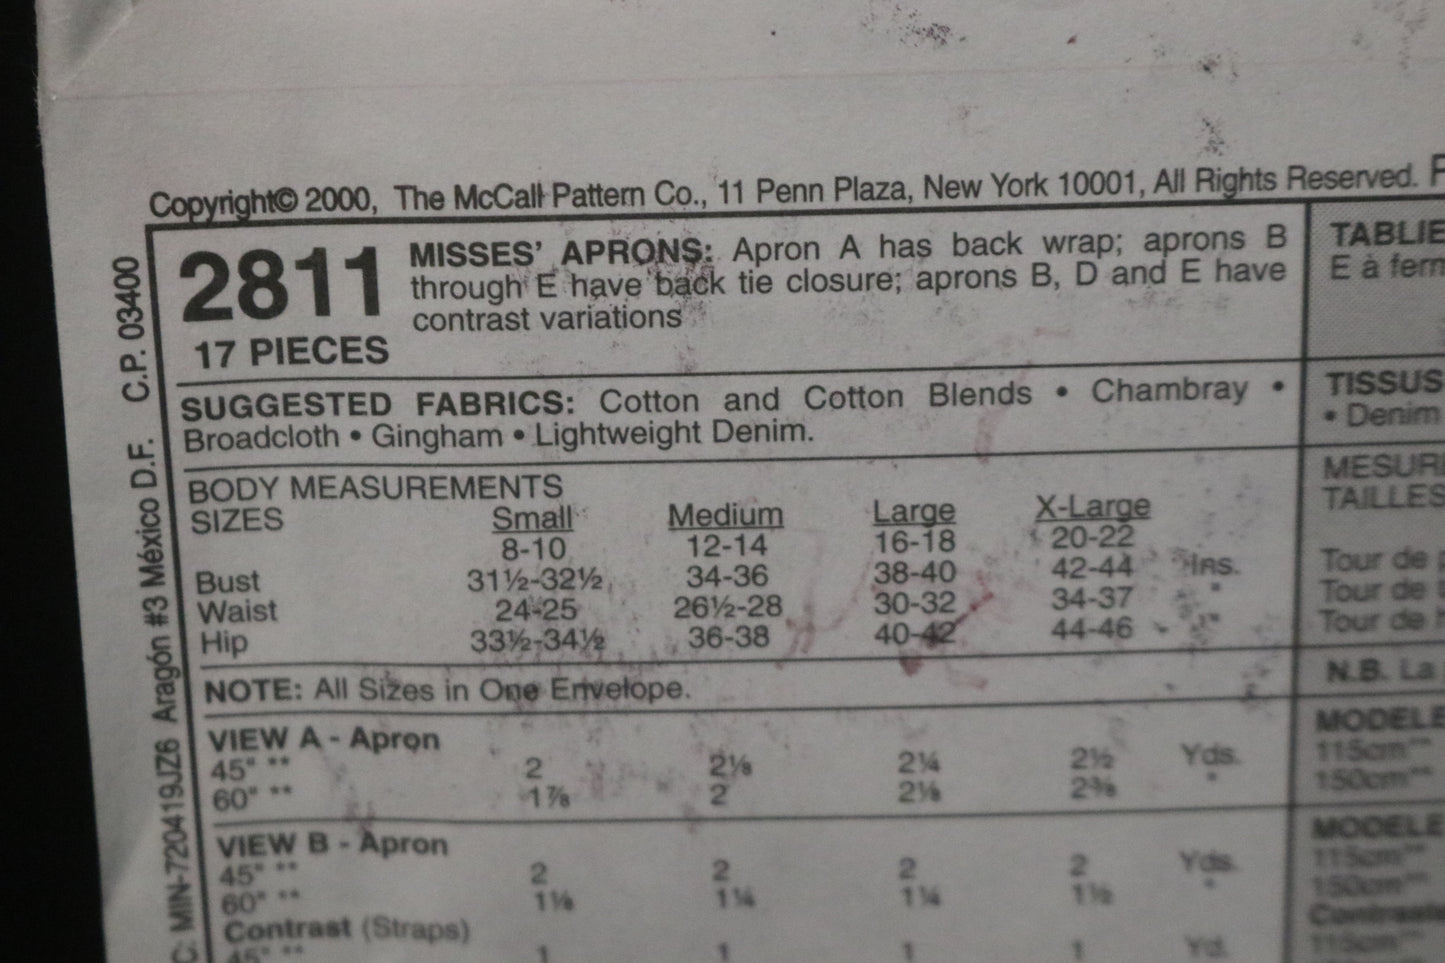 Copyright© 2000, The McCall Pattern Co., 11 Penn Plaza, New York 10001, All Rights Reserved.
2811
17 PIECES
MISSES' APRONS: Apron A has back wrap; aprons B
through E have back tie closure; aprons B, D and E have
contrast variations
SUGGESTED FABRICS: Cotton and Cotton Blends • Chambray •
Broadcloth • Gingham • Lightweight Denim.
BODY MEASUREMENTS
SIZES Small Medium Large X-Large
8-10 12-14 16-18 20-22
Bust 31½-32½ 34-36 38-40 42-44 Ins.
Waist 24-25 26½-28 30-32 34-37 "
Hip 33½-34½ 36-38 40-42 44-46 "
NOTE: All Sizes in One Envelope.
VIEW A - Apron
45" ** 2 2⅛ 2¼ 2½ Yds.
60" ** 1⅞ 2 2⅛ 2⅜ "
VIEW B - Apron
45" ** 2 2 2 2 Yds.
60" ** 1⅛ 1¼ 1¼ 1½ "
Contrast (Straps)
45" ** 1 1 1 1 Yd.
TABLIE
E à ferm
TISSUS
• Denim
MESUR
TAILLES
Tour de
Tour de
Tour de
N.B. La
MODELE
115cm**
150cm**
MODELE
115cm**
150cm**
Contraste
115cm**
C: MIN-720419JZ6 Aragón #3 México D.F. C.P. 03400